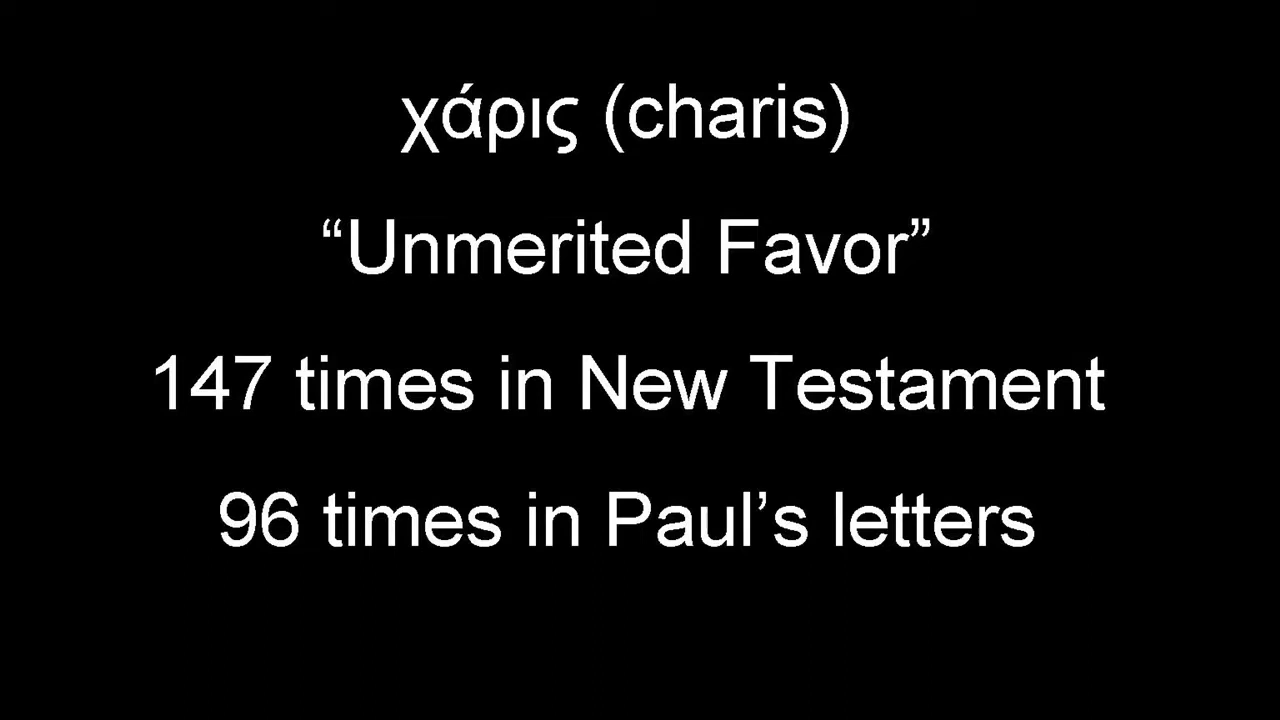 χάρις (charis)
“Unmerited Favor”
147 times in New Testament
96 times in Paul’s letters